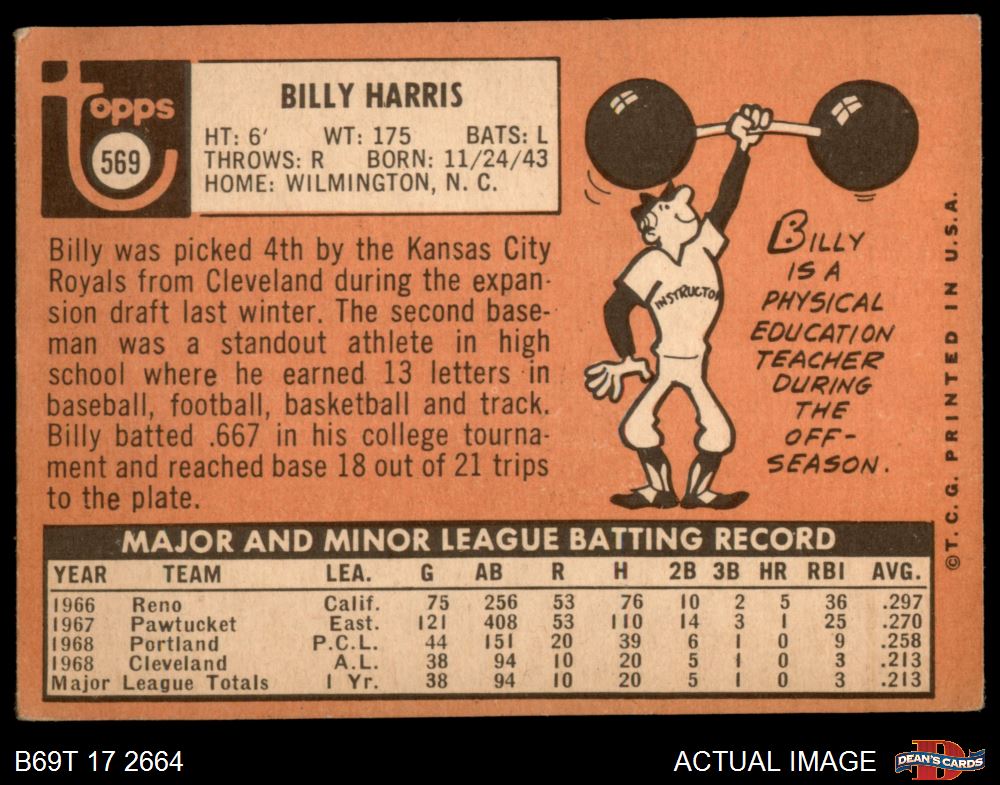 topps
569
BILLY HARRIS
HT: 6' WT: 175 BATS: L
THROWS: R BORN: 11/24/43
HOME: WILMINGTON, N. C.
Billy was picked 4th by the Kansas City
Royals from Cleveland during the expan-
sion draft last winter. The second base-
man was a standout athlete in high
school where he earned 13 letters in
baseball, football, basketball and track.
Billy batted .667 in his college tourna-
ment and reached base 18 out of 21 trips
to the plate.
INSTRUCTOR
BILLY
IS A
PHYSICAL
EDUCATION
TEACHER
DURING
THE
OFF-
SEASON.
©T. C. G. PRINTED IN U.S.A.
MAJOR AND MINOR LEAGUE BATTING RECORD
YEAR TEAM LEA. G AB R H 2B 3B HR RBI AVG.
1966 Reno Calif. 75 256 53 76 10 2 5 36 .297
1967 Pawtucket East. 121 408 53 110 14 3 1 25 .270
1968 Portland P.C.L. 44 151 20 39 6 1 0 9 .258
1968 Cleveland A.L. 38 94 10 20 5 1 0 3 .213
Major League Totals 1 Yr. 38 94 10 20 5 1 0 3 .213
B69T 17 2664
ACTUAL IMAGE
DEAN'S CARDS